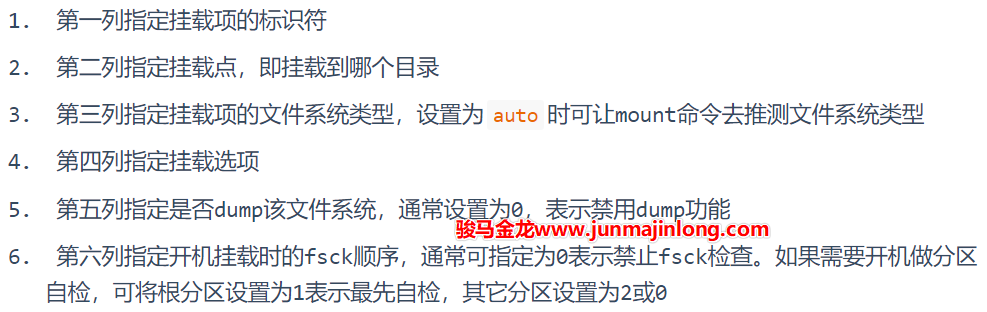 1. 第一列指定挂载项的标识符
2. 第二列指定挂载点，即挂载到哪个目录
3. 第三列指定挂载项的文件系统类型，设置为 auto 时可让mount命令去推测文件系统类型
4. 第四列指定挂载选项
5. 第五列指定是否dump该文件系统，通常设置为0，表示禁用dump功能
骏马金龙www.junmajinlong.com
6. 第六列指定开机挂载时的fsck顺序，通常可指定为0表示禁止fsck检查。如果需要开机做分区
自检，可将根分区设置为1表示最先自检，其它分区设置为2或0